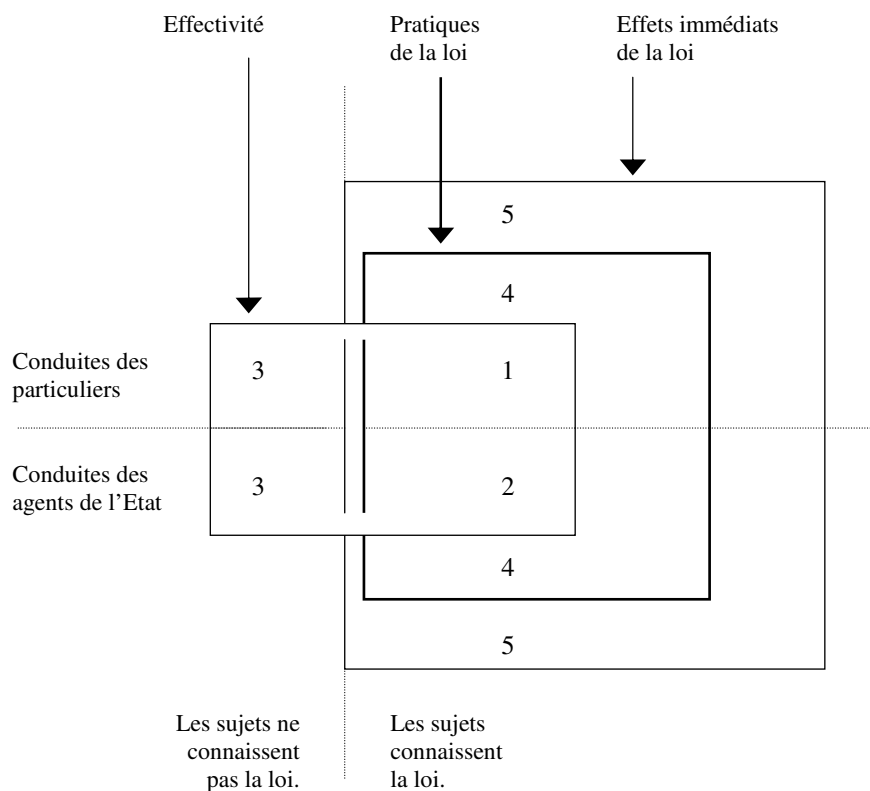 Effectivité
Pratiques
de la loi
Effets immédiats
de la loi
5
4
Conduites des
particuliers
3
1
Conduites des
agents de l'Etat
3
2
4
5
Les sujets ne
connaissent
pas la loi.
Les sujets
connaissent
la loi.